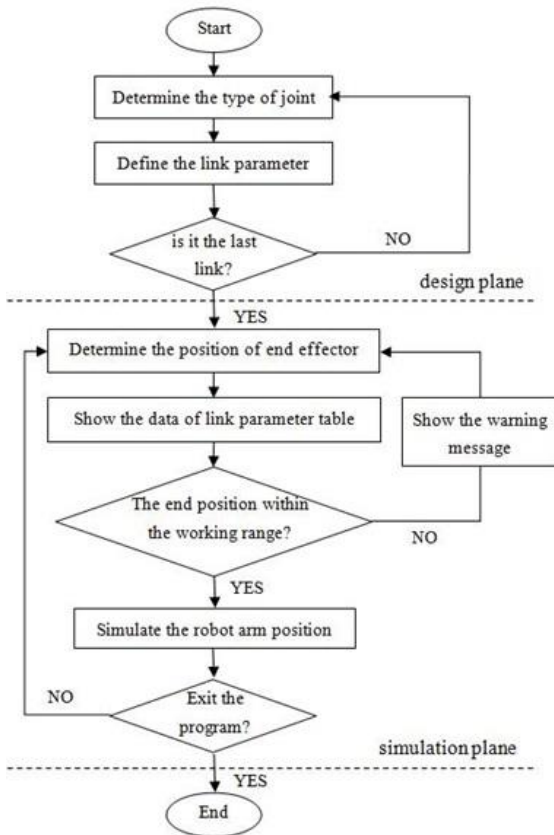 Start
Determine the type of joint
Define the link parameter
is it the last
link?
NO
design plane
YES
Determine the position of end effector
Show the data of link parameter table
Show the warning
message
The end position within
the working range?
NO
YES
Simulate the robot arm position
NO
Exit the
program?
simulation plane
YES
End